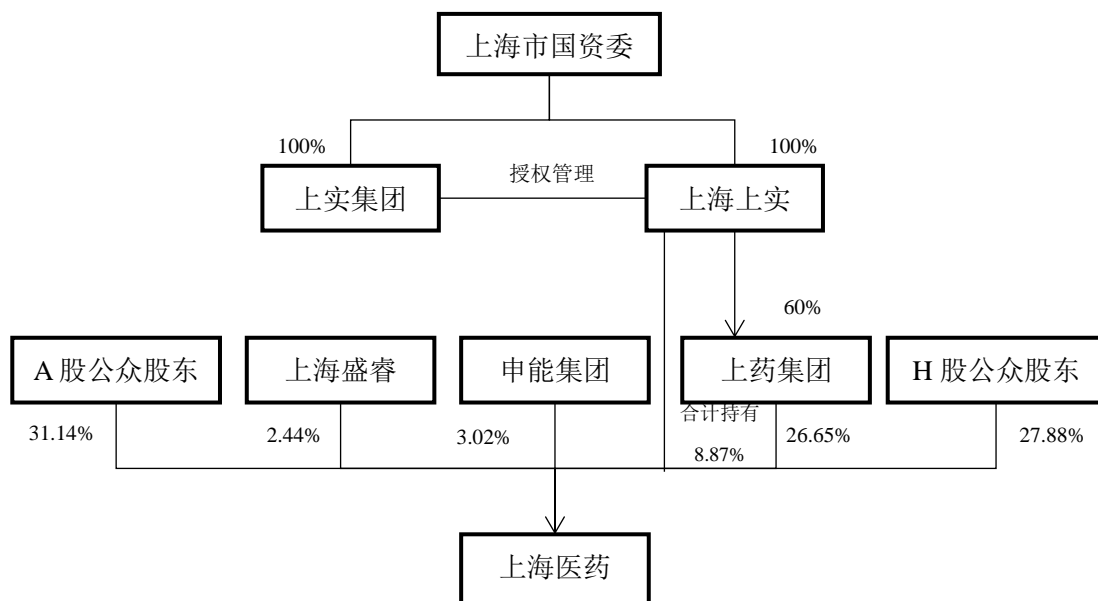 上海市国资委
100%
100%
上实集团
授权管理
上海上实
60%
A 股公众股东
上海盛睿
申能集团
上药集团
H 股公众股东
31.14%
2.44%
3.02%
合计持有
8.87%
26.65%
27.88%
上海医药